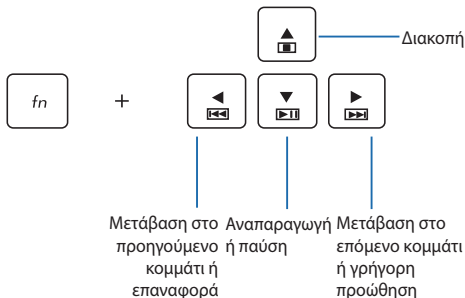 Διακοπή
fn +
Μετάβαση στο
προηγούμενο
κομμάτι ή
επαναφορά
Αναπαραγωγή
ή παύση
Μετάβαση στο
επόμενο κομμάτι
ή γρήγορη
προώθηση